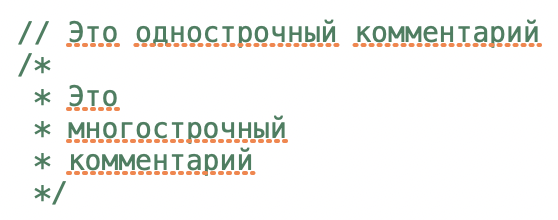 // Это однострочный комментарий
/*
 * Это
 * многострочный
 * комментарий
 */